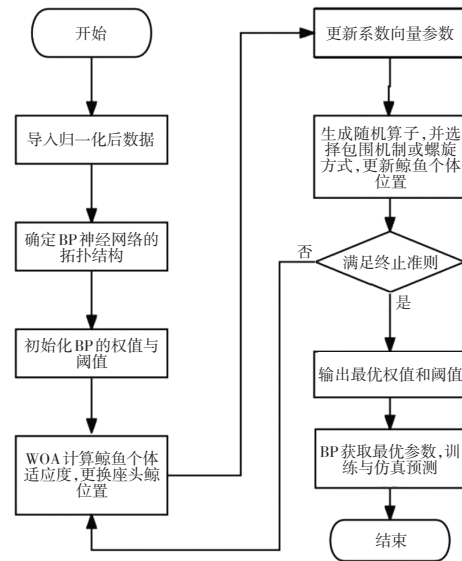 开始
导入归一化后数据
确定BP神经网络的
拓扑结构
初始化BP的权值与
阈值
WOA计算鲸鱼个体
适应度,更换座头鲸
位置
更新系数向量参数
生成随机算子,并选
择包围机制或螺旋
方式,更新鲸鱼个体
位置
否
满足终止准则
是
输出最优权值和阈值
BP获取最优参数,训
练与仿真预测
结束